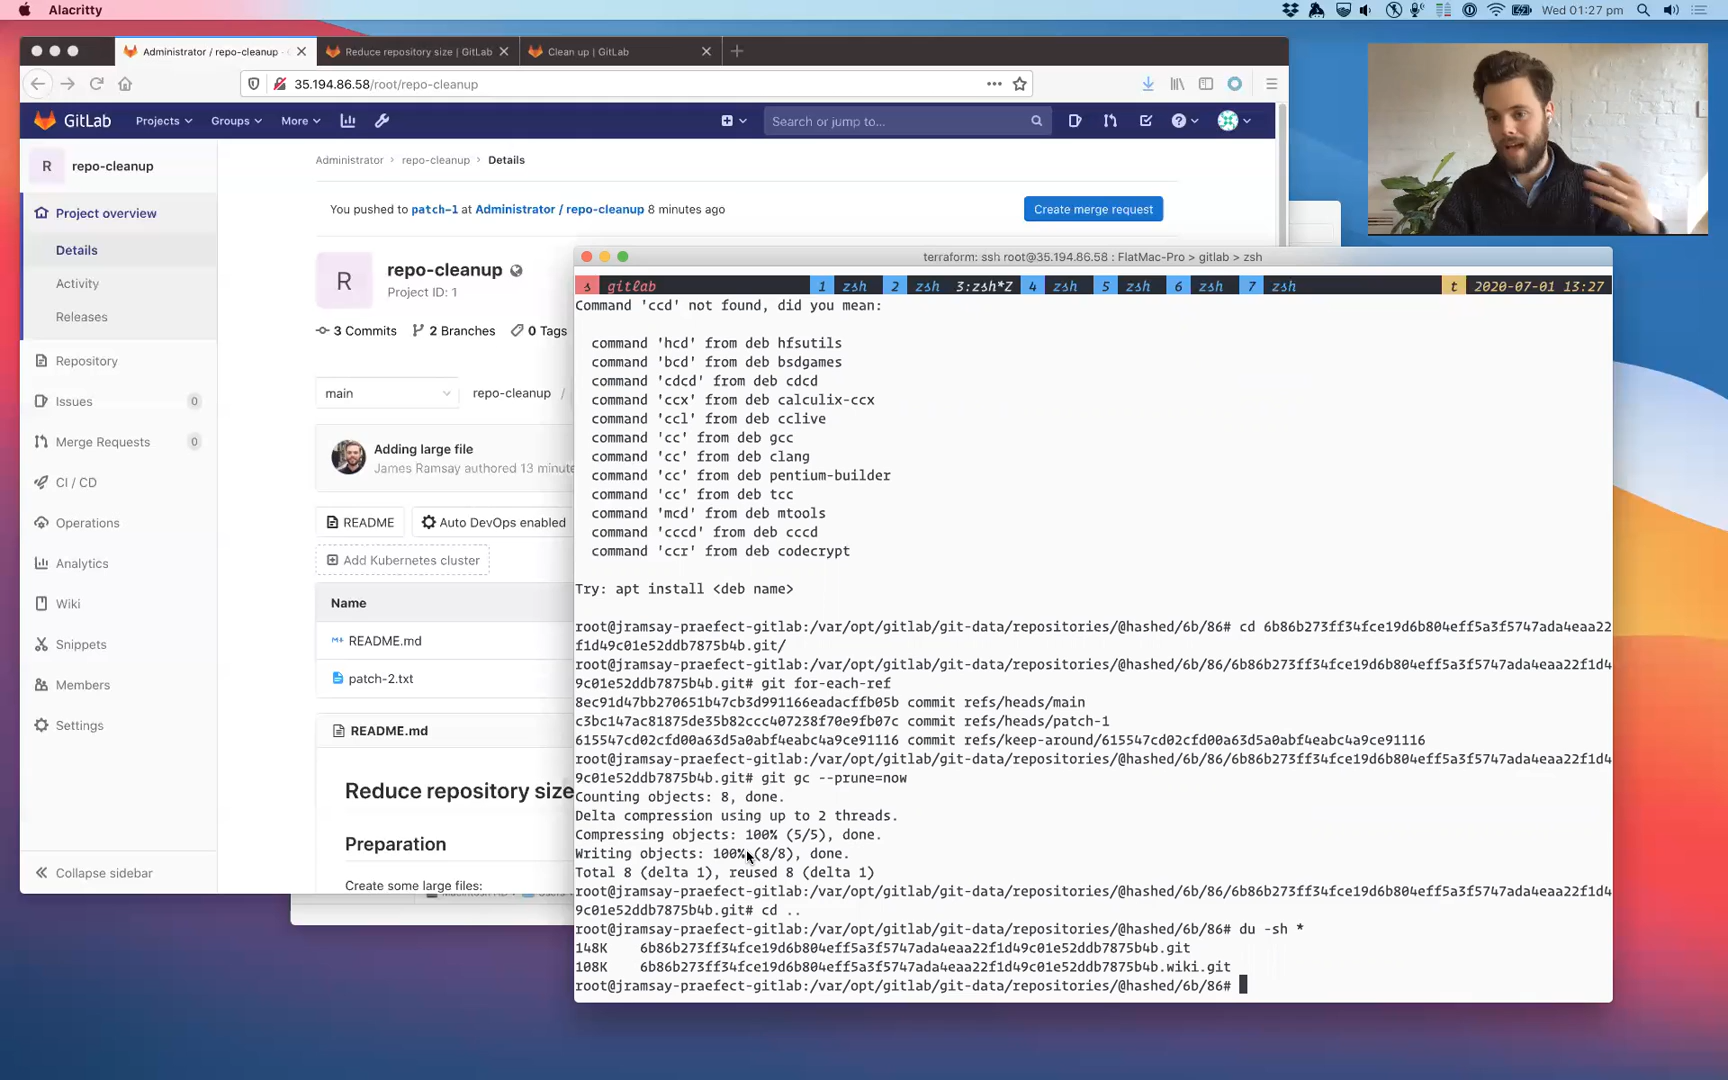 Alacritty
Wed 01:27 pm
Administrator / repo-cleanup ·
Reduce repository size | GitLab
Clean up | GitLab
35.194.86.58/root/repo-cleanup
GitLab
Projects
Groups
More
Search or jump to...
R
repo-cleanup
Project overview
Details
Activity
Releases
Repository
Issues
0
Merge Requests
0
CI / CD
Operations
Analytics
Wiki
Snippets
Members
Settings
Collapse sidebar
Administrator > repo-cleanup > Details
You pushed to patch-1 at Administrator / repo-cleanup 8 minutes ago
Create merge request
R
repo-cleanup
Project ID: 1
3 Commits
2 Branches
0 Tags
main
repo-cleanup /
Adding large file
James Ramsay authored 13 minute
README
Auto DevOps enabled
Add Kubernetes cluster
Name
README.md
patch-2.txt
README.md
Reduce repository size
Preparation
Create some large files:
terraform: ssh root@35.194.86.58 : FlatMac-Pro > gitlab > zsh
s gitlab 1 zsh 2 zsh 3:zsh*Z 4 zsh 5 zsh 6 zsh 7 zsh t 2020-07-01 13:27
Command 'ccd' not found, did you mean:
command 'hcd' from deb hfsutils
command 'bcd' from deb bsdgames
command 'cdcd' from deb cdcd
command 'ccx' from deb calculix-ccx
command 'ccl' from deb cclive
command 'cc' from deb gcc
command 'cc' from deb clang
command 'cc' from deb pentium-builder
command 'cc' from deb tcc
command 'mcd' from deb mtools
command 'cccd' from deb cccd
command 'ccr' from deb codecrypt
Try: apt install <deb name>
root@jramsay-praefect-gitlab:/var/opt/gitlab/git-data/repositories/@hashed/6b/86# cd 6b86b273ff34fce19d6b804eff5a3f5747ada4eaa22
f1d49c01e52ddb7875b4b.git/
root@jramsay-praefect-gitlab:/var/opt/gitlab/git-data/repositories/@hashed/6b/86/6b86b273ff34fce19d6b804eff5a3f5747ada4eaa22f1d4
9c01e52ddb7875b4b.git# git for-each-ref
8ec91d47bb270651b47cb3d991166eadacffb05b commit refs/heads/main
c3bc147ac81875de35b82ccc407238f70e9fb07c commit refs/heads/patch-1
615547cd02cfd00a63d5a0abf4eabc4a9ce91116 commit refs/keep-around/615547cd02cfd00a63d5a0abf4eabc4a9ce91116
root@jramsay-praefect-gitlab:/var/opt/gitlab/git-data/repositories/@hashed/6b/86/6b86b273ff34fce19d6b804eff5a3f5747ada4eaa22f1d4
9c01e52ddb7875b4b.git# git gc --prune=now
Counting objects: 8, done.
Delta compression using up to 2 threads.
Compressing objects: 100% (5/5), done.
Writing objects: 100% (8/8), done.
Total 8 (delta 1), reused 8 (delta 1)
root@jramsay-praefect-gitlab:/var/opt/gitlab/git-data/repositories/@hashed/6b/86/6b86b273ff34fce19d6b804eff5a3f5747ada4eaa22f1d4
9c01e52ddb7875b4b.git# cd ..
root@jramsay-praefect-gitlab:/var/opt/gitlab/git-data/repositories/@hashed/6b/86# du -sh *
148K 6b86b273ff34fce19d6b804eff5a3f5747ada4eaa22f1d49c01e52ddb7875b4b.git
108K 6b86b273ff34fce19d6b804eff5a3f5747ada4eaa22f1d49c01e52ddb7875b4b.wiki.git
root@jramsay-praefect-gitlab:/var/opt/gitlab/git-data/repositories/@hashed/6b/86#